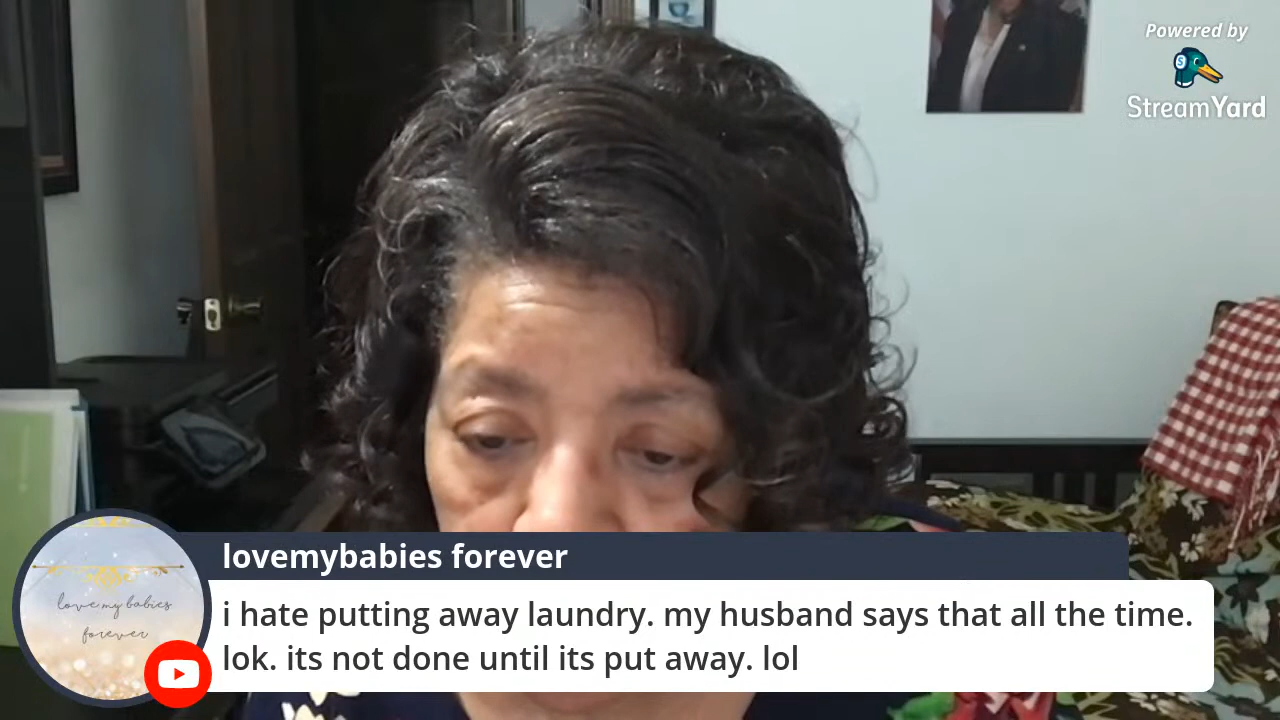 Powered by
StreamYard
lovemybabies forever
i hate putting away laundry. my husband says that all the time.
lok. its not done until its put away. lol
love my babies
forever